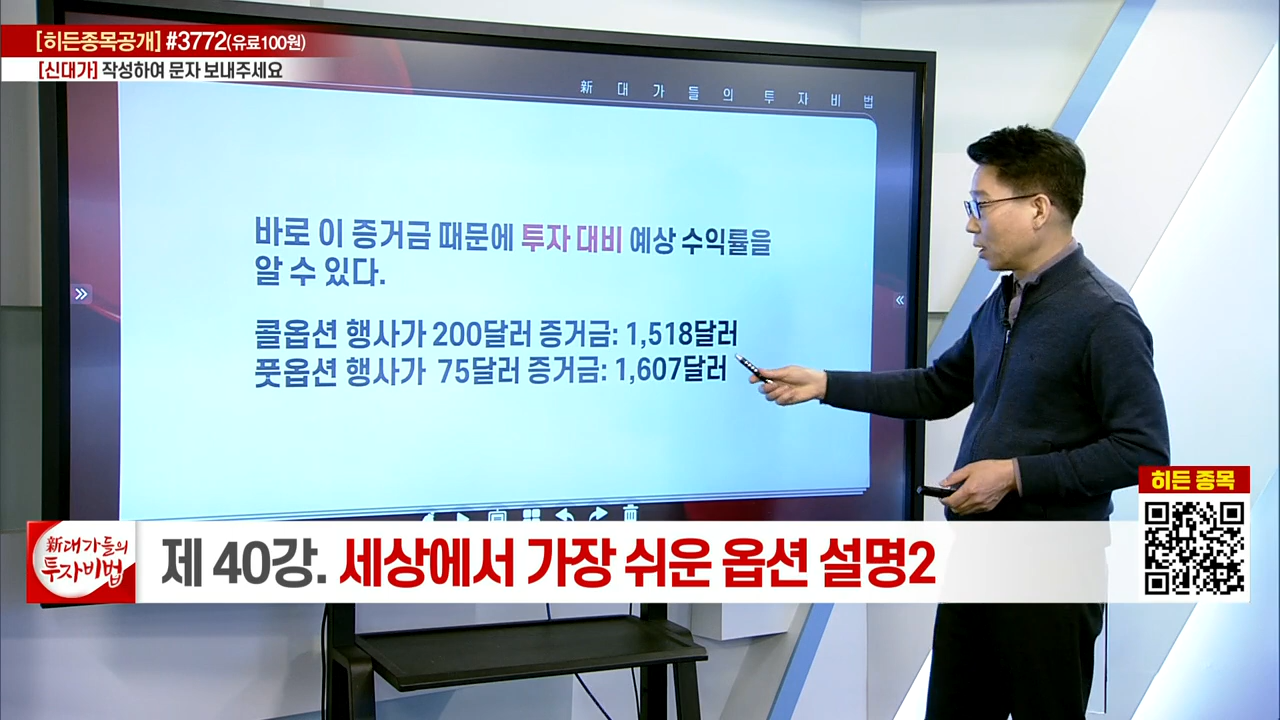 [히든종목공개] #3772(유료100원)
[신대가] 작성하여 문자 보내주세요
新 대 가 들 의 투 자 비 법
바로 이 증거금 때문에 투자 대비 예상 수익률을
알 수 있다.
콜옵션 행사가 200달러 증거금: 1,518달러
풋옵션 행사가 75달러 증거금: 1,607달러
히든 종목
新대가들의
투자비법
제 40강. 세상에서 가장 쉬운 옵션 설명2